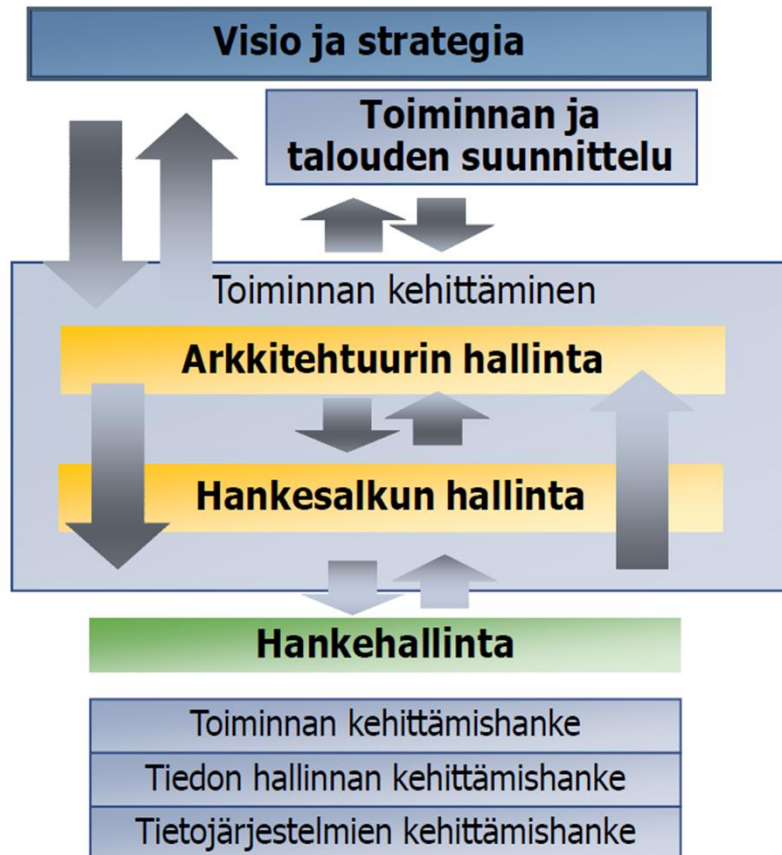 Visio ja strategia
Toiminnan ja
talouden suunnittelu
Toiminnan kehittäminen
Arkkitehtuurin hallinta
Hankesalkun hallinta
Hankehallinta
Toiminnan kehittämishanke
Tiedon hallinnan kehittämishanke
Tietojärjestelmien kehittämishanke